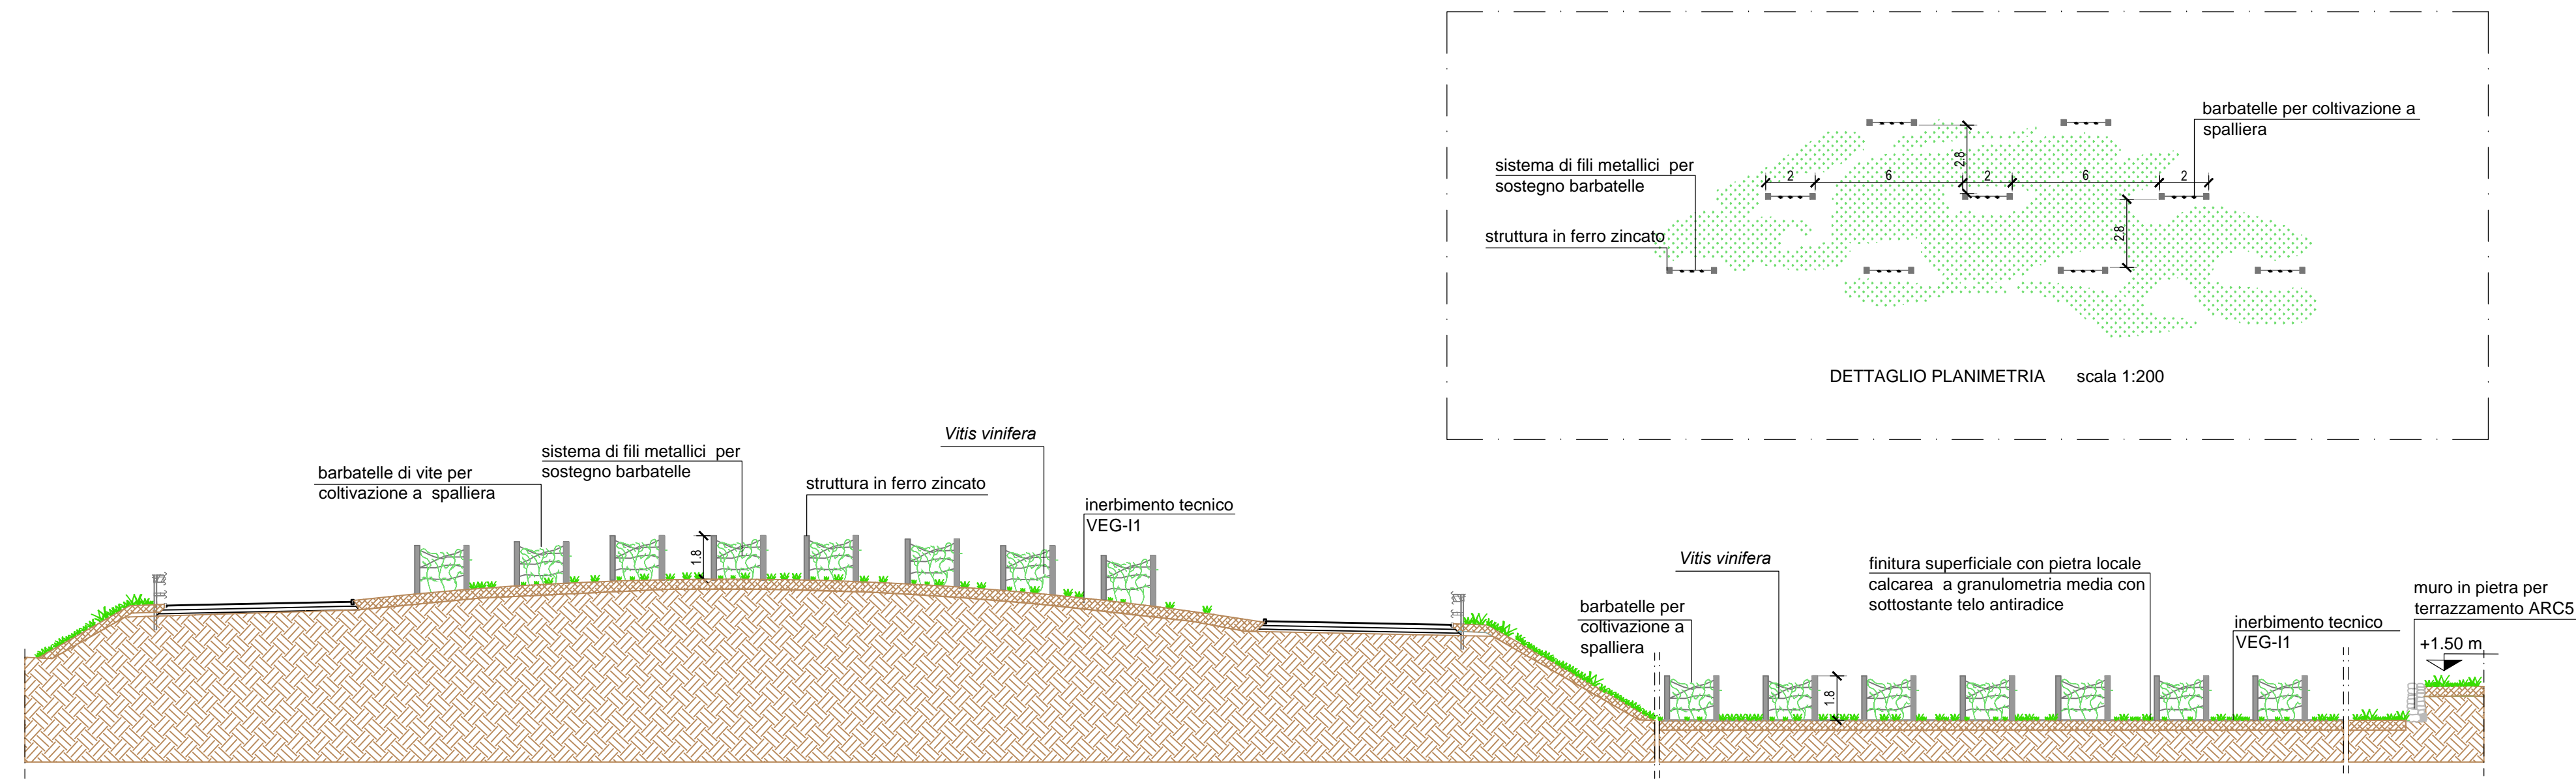 barbatelle per coltivazione a
spalliera
sistema di fili metallici per
sostegno barbatelle
2.8
2
6
2
6
2
struttura in ferro zincato
2.8
DETTAGLIO PLANIMETRIA scala 1:200
Vitis vinifera
sistema di fili metallici per
sostegno barbatelle
barbatelle di vite per
coltivazione a spalliera
struttura in ferro zincato
inerbimento tecnico
VEG-I1
1.8
Vitis vinifera
finitura superficiale con pietra locale
calcarea a granulometria media con
sottostante telo antiradice
barbatelle per
coltivazione a
spalliera
muro in pietra per
terrazzamento ARC5
inerbimento tecnico
VEG-I1
+1.50 m
1.8